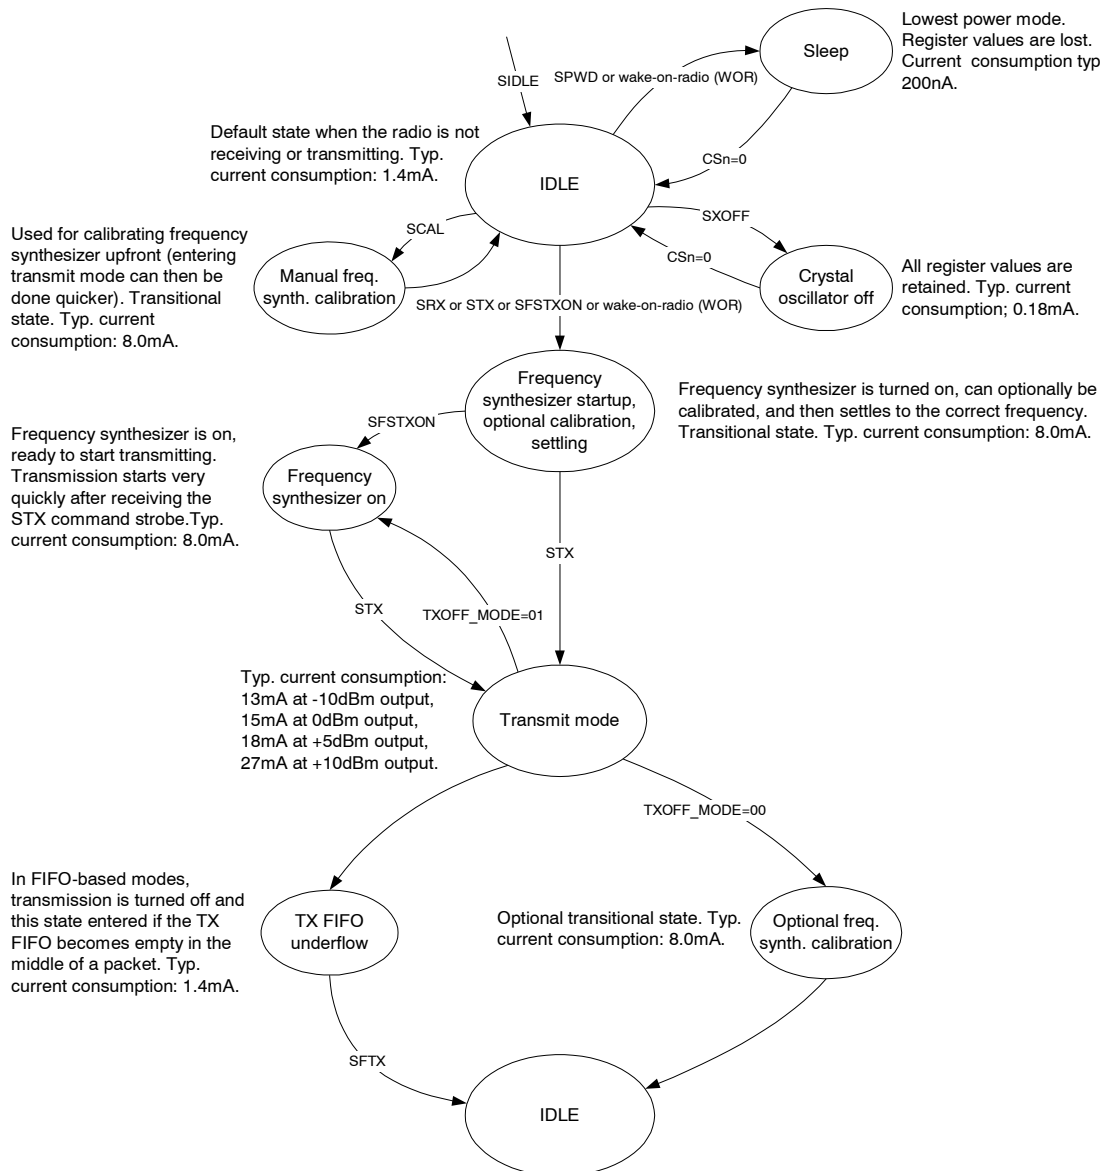 Lowest power mode.
Register values are lost.
Current  consumption typ
200nA.
Sleep
SPWD or wake-on-radio (WOR)
SIDLE
Default state when the radio is not
receiving or transmitting. Typ.
current consumption: 1.4mA.
CSn=0
IDLE
SXOFF
SCAL
CSn=0
Used for calibrating frequency
synthesizer upfront (entering
transmit mode can then be
done quicker). Transitional
state. Typ. current
consumption: 8.0mA.
Manual freq.
synth. calibration
Crystal
oscillator off
All register values are
retained. Typ. current
consumption; 0.18mA.
SRX or STX or SFSTXON or wake-on-radio (WOR)
Frequency
synthesizer startup,
optional calibration,
settling
Frequency synthesizer is turned on, can optionally be
calibrated, and then settles to the correct frequency.
Transitional state. Typ. current consumption: 8.0mA.
SFSTXON
Frequency synthesizer is on,
ready to start transmitting.
Transmission starts very
quickly after receiving the
STX command strobe.Typ.
current consumption: 8.0mA.
Frequency
synthesizer on
STX
STX
TXOFF_MODE=01
Typ. current consumption:
13mA at -10dBm output,
15mA at 0dBm output,
18mA at +5dBm output,
27mA at +10dBm output.
Transmit mode
TXOFF_MODE=00
In FIFO-based modes,
transmission is turned off and
this state entered if the TX
FIFO becomes empty in the
middle of a packet. Typ.
current consumption: 1.4mA.
TX FIFO
underflow
Optional transitional state. Typ.
current consumption: 8.0mA.
Optional freq.
synth. calibration
SFTX
IDLE